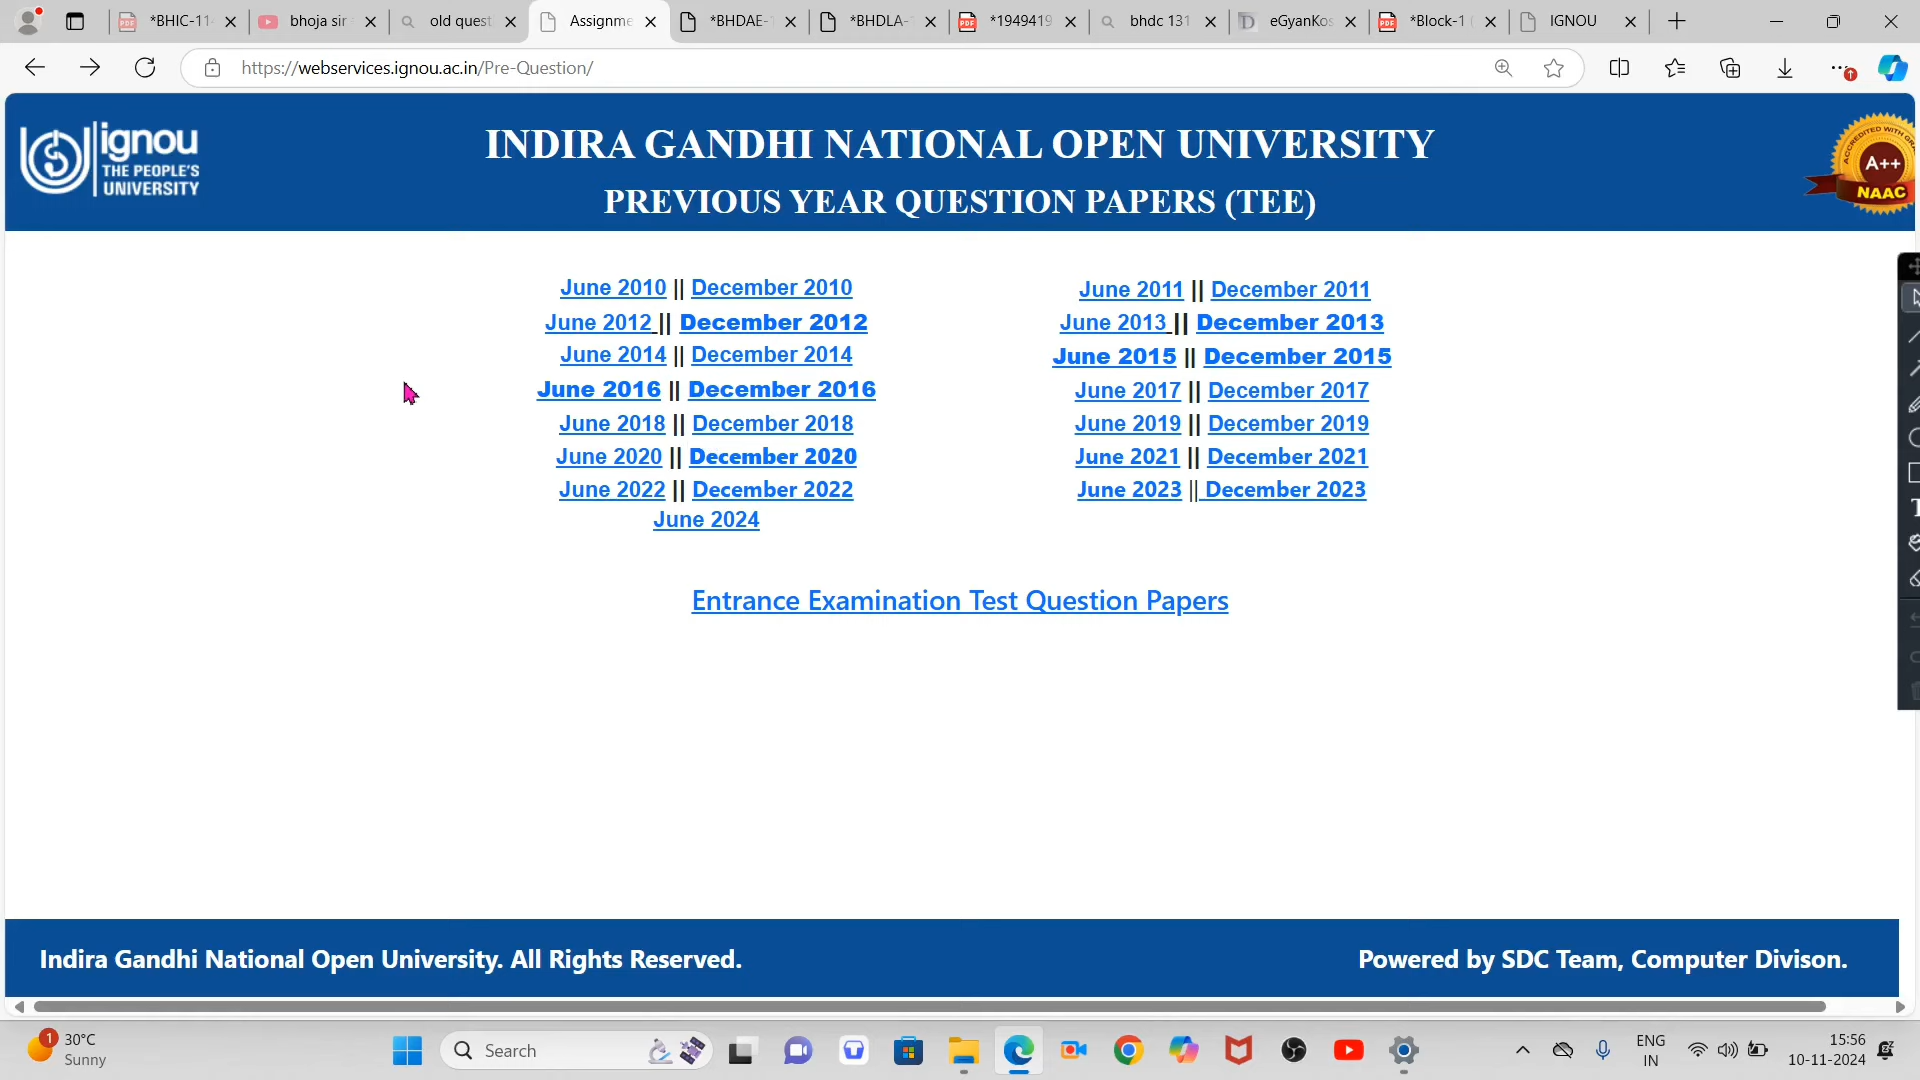 *BHIC-11
bhoja sir
old quest
Assignme
*BHDAE-
*BHDLA-
*1949419
bhdc 131
eGyanKos
*Block-1
IGNOU
https://webservices.ignou.ac.in/Pre-Question/
ignou
THE PEOPLE'S
UNIVERSITY
INDIRA GANDHI NATIONAL OPEN UNIVERSITY
PREVIOUS YEAR QUESTION PAPERS (TEE)
A++
NAAC
June 2010 || December 2010
June 2011 || December 2011
June 2012 || December 2012
June 2013 || December 2013
June 2014 || December 2014
June 2015 || December 2015
June 2016 || December 2016
June 2017 || December 2017
June 2018 || December 2018
June 2019 || December 2019
June 2020 || December 2020
June 2021 || December 2021
June 2022 || December 2022
June 2023 || December 2023
June 2024
Entrance Examination Test Question Papers
Indira Gandhi National Open University. All Rights Reserved.
Powered by SDC Team, Computer Divison.
1
30°C
Sunny
Search
ENG
IN
15:56
10-11-2024